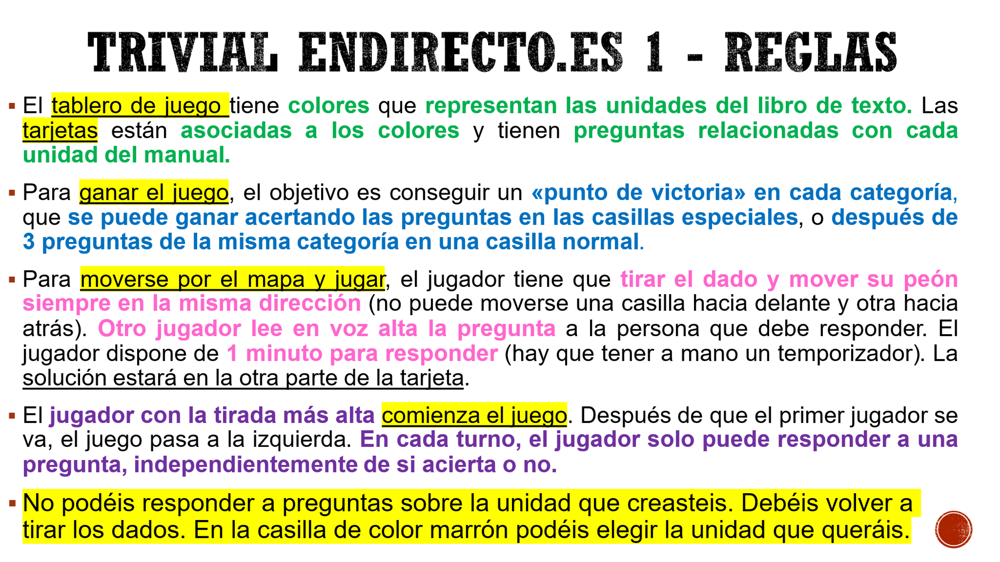 TRIVIAL ENDIRECTO.ES 1 - REGLAS
▪ El tablero de juego tiene colores que representan las unidades del libro de texto. Las
tarjetas están asociadas a los colores y tienen preguntas relacionadas con cada
unidad del manual.
▪ Para ganar el juego, el objetivo es conseguir un «punto de victoria» en cada categoría,
que se puede ganar acertando las preguntas en las casillas especiales, o después de
3 preguntas de la misma categoría en una casilla normal.
▪ Para moverse por el mapa y jugar, el jugador tiene que tirar el dado y mover su peón
siempre en la misma dirección (no puede moverse una casilla hacia delante y otra hacia
atrás). Otro jugador lee en voz alta la pregunta a la persona que debe responder. El
jugador dispone de 1 minuto para responder (hay que tener a mano un temporizador). La
solución estará en la otra parte de la tarjeta.
▪ El jugador con la tirada más alta comienza el juego. Después de que el primer jugador se
va, el juego pasa a la izquierda. En cada turno, el jugador solo puede responder a una
pregunta, independientemente de si acierta o no.
▪ No podéis responder a preguntas sobre la unidad que creasteis. Debéis volver a
tirar los dados. En la casilla de color marrón podéis elegir la unidad que queráis.